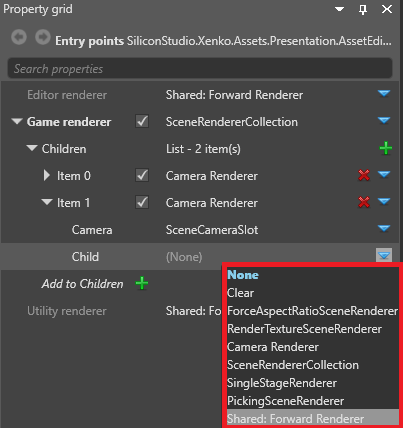 Property grid
Entry points SiliconStudio.Xenko.Assets.Presentation.AssetEdi...
Search properties
Editor renderer Shared: Forward Renderer
Game renderer SceneRendererCollection
Children List - 2 item(s)
Item 0 Camera Renderer
Item 1 Camera Renderer
Camera SceneCameraSlot
Child (None)
None
Add to Children
Clear
Utility renderer Shared: Fo
ForceAspectRatioSceneRenderer
RenderTextureSceneRenderer
Camera Renderer
SceneRendererCollection
SingleStageRenderer
PickingSceneRenderer
Shared: Forward Renderer